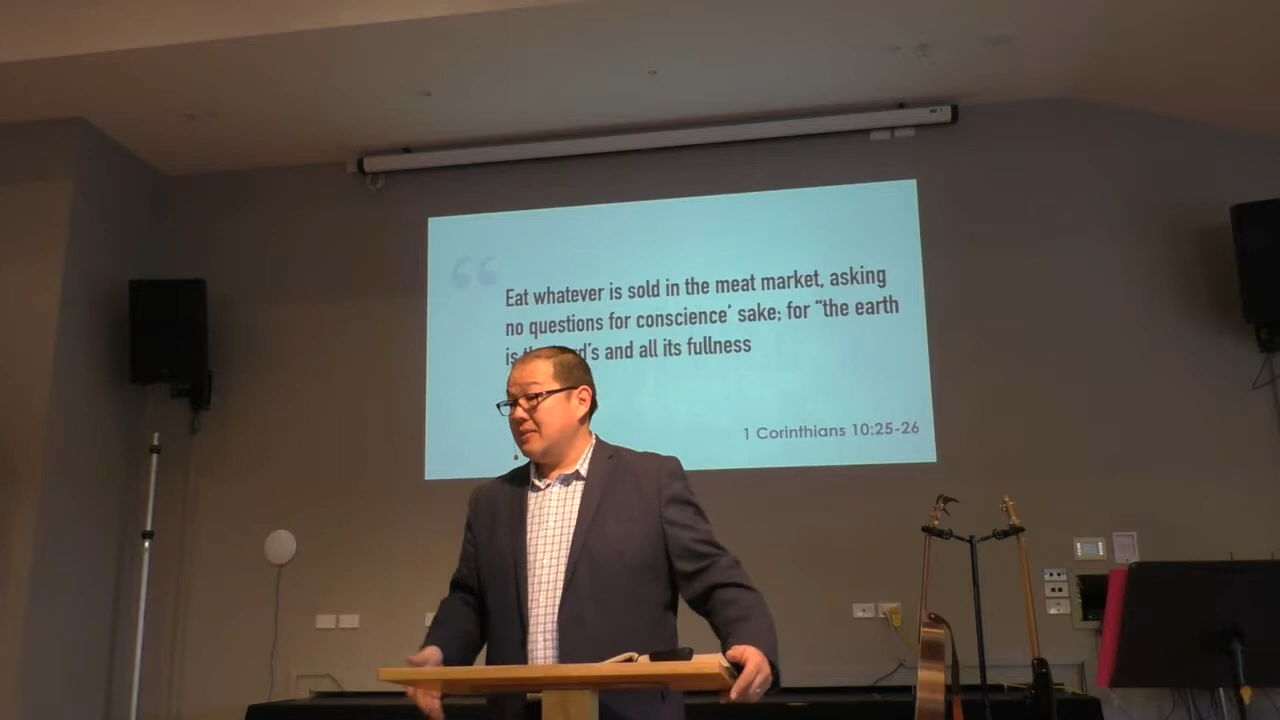 “
Eat whatever is sold in the meat market, asking
no questions for conscience’ sake; for “the earth
is and all its fullness
1 Corinthians 10:25-26